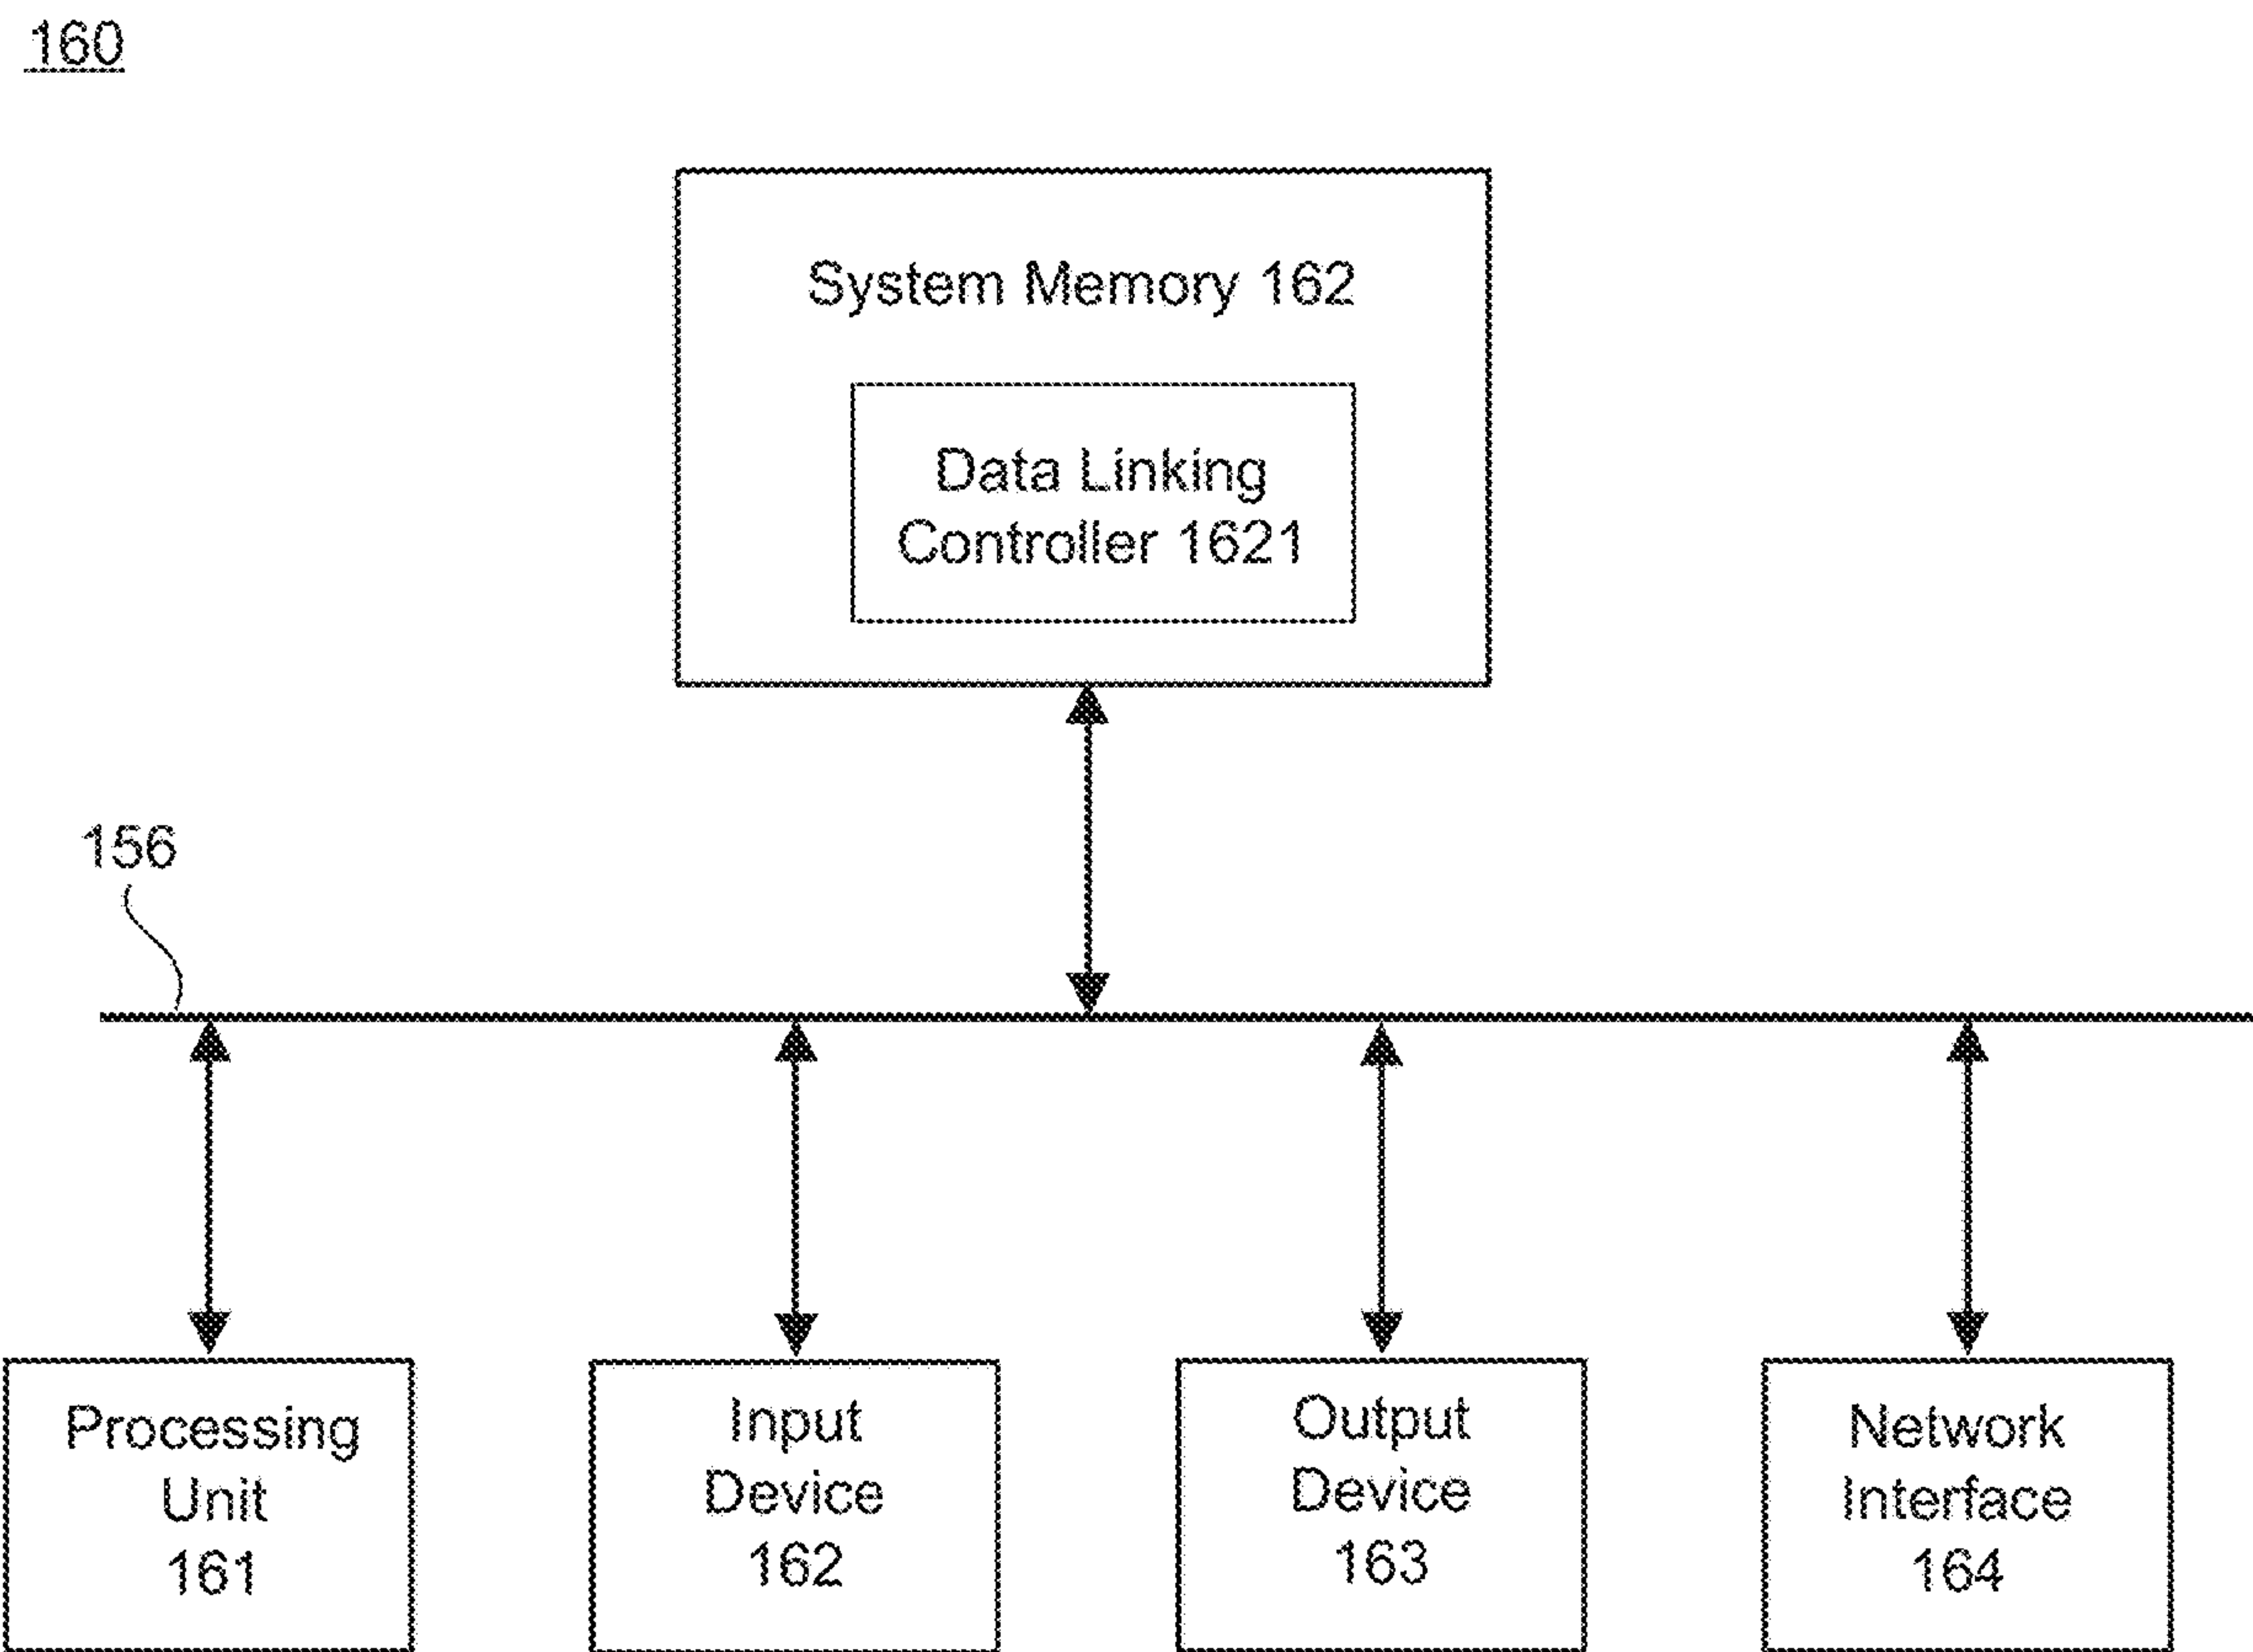 160
System Memory 162
Data Linking
Controller 1621
156
Processing
Unit
161
Input
Device
162
Output
Device
163
Network
Interface
164